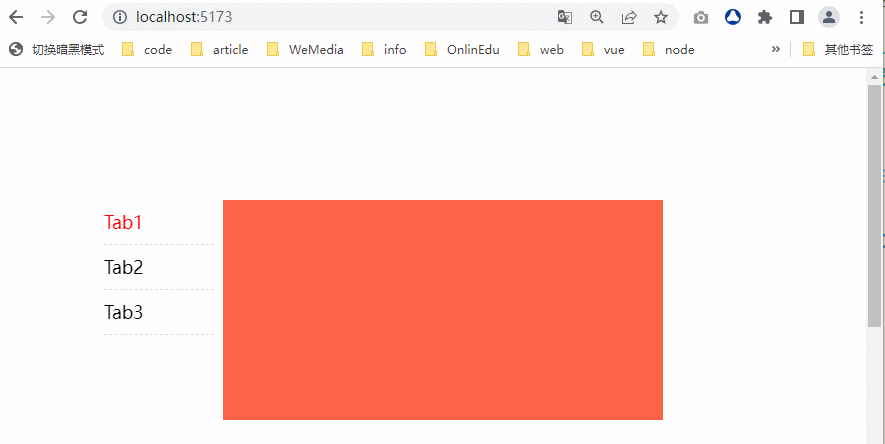 localhost:5173
切换暗黑模式 code article WeMedia info OnlinEdu web vue node » 其他书签
Tab1
Tab2
Tab3